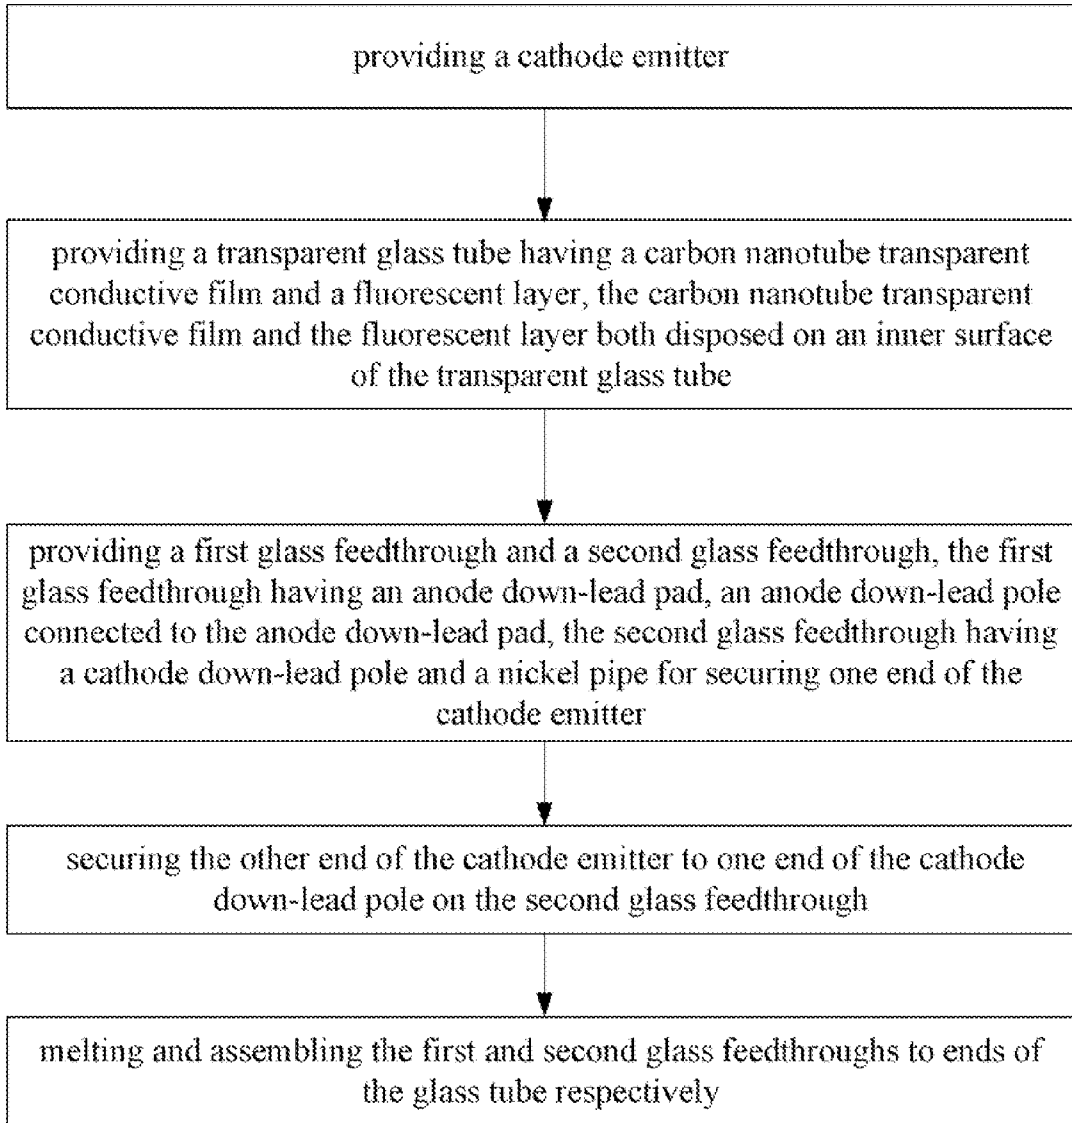 providing a cathode emitter
providing a transparent glass tube having a carbon nanotube transparent
conductive film and a fluorescent layer, the carbon nanotube transparent
conductive film and the fluorescent layer both disposed on an inner surface
of the transparent glass tube
providing a first glass feedthrough and a second glass feedthrough, the first
glass feedthrough having an anode down-lead pad, an anode down-lead pole
connected to the anode down-lead pad, the second glass feedthrough having
a cathode down-lead pole and a nickel pipe for securing one end of the
cathode emitter
securing the other end of the cathode emitter to one end of the cathode
down-lead pole on the second glass feedthrough
melting and assembling the first and second glass feedthroughs to ends of
the glass tube respectively